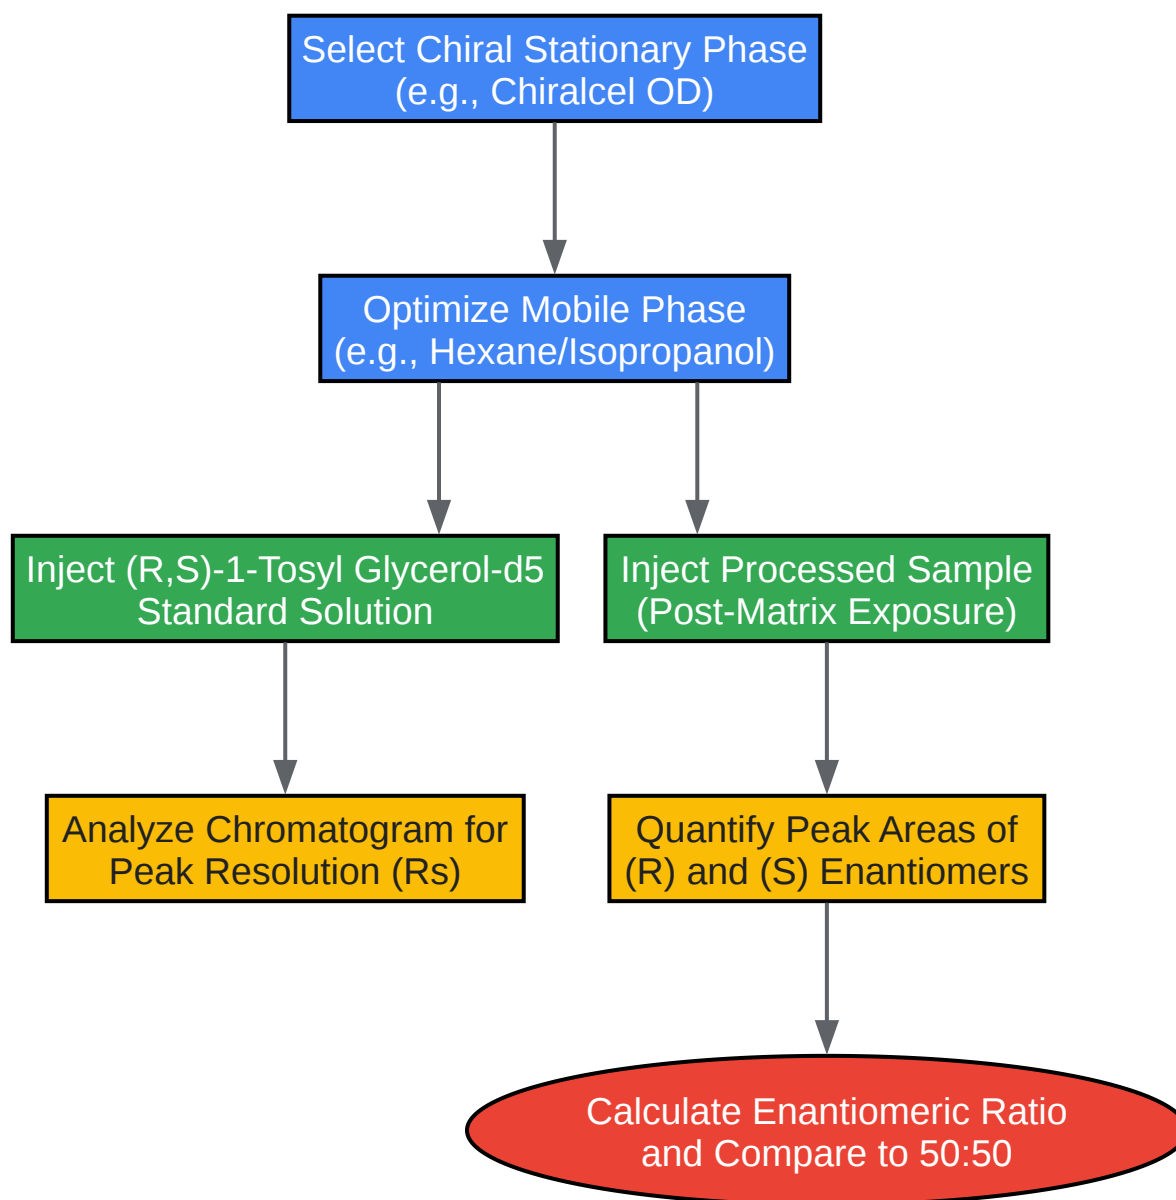 Select Chiral Stationary Phase
(e.g., Chiralcel OD)
Optimize Mobile Phase
(e.g., Hexane/Isopropanol)
Inject (R,S)-1-Tosyl Glycerol-d5
Standard Solution
Inject Processed Sample
(Post-Matrix Exposure)
Analyze Chromatogram for
Peak Resolution (Rs)
Quantify Peak Areas of
(R) and (S) Enantiomers
Calculate Enantiomeric Ratio
and Compare to 50:50